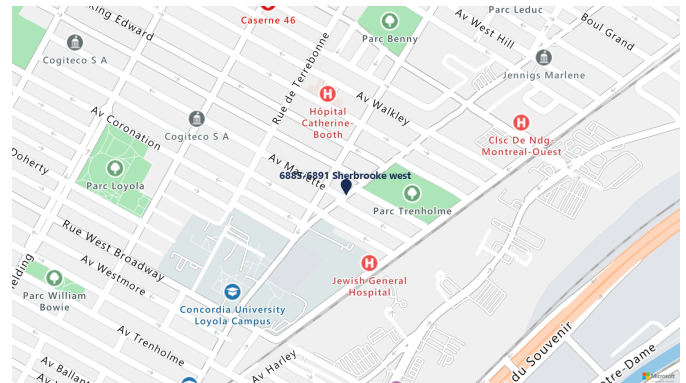 King Edward
Caserne 46
Parc Leduc
Av West Hill
Boul Grand
Parc Benny
Cogiteco S A
Rue de Terrebonne
Jennigs Marlene
Av Coronation
Hôpital
Catherine-
Booth
Av Walkley
Cogiteco S A
Clsc De Ndg-
Montreal-Ouest
Doherty
Av Mariette
6885-6891 Sherbrooke west
Parc Loyola
Parc Trenholme
Rue West Broadway
Av Westmore
Jewish General
Hospital
Parc William
Bowie
Concordia University
Loyola Campus
Av Trenholme
du Souvenir
Av Harley
Microsoft